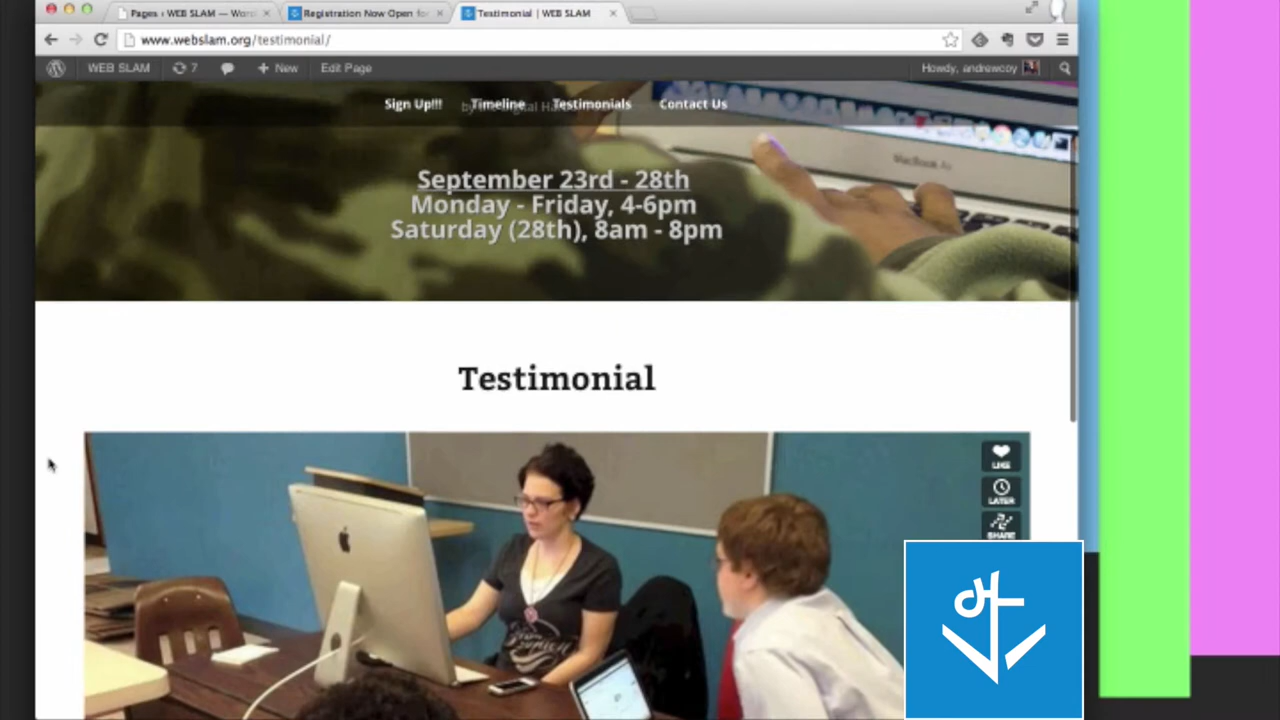 Pages ‹ WEB SLAM — Word
Registration Now Open for
Testimonial | WEB SLAM
www.webslam.org/testimonial/
WEB SLAM 7 New Edit Page Howdy, andrewcoy
Sign Up!!! Timeline Testimonials Contact Us
MacBook Air
September 23rd - 28th
Monday - Friday, 4-6pm
Saturday (28th), 8am - 8pm
Testimonial
LIKE
LATER
SHARE